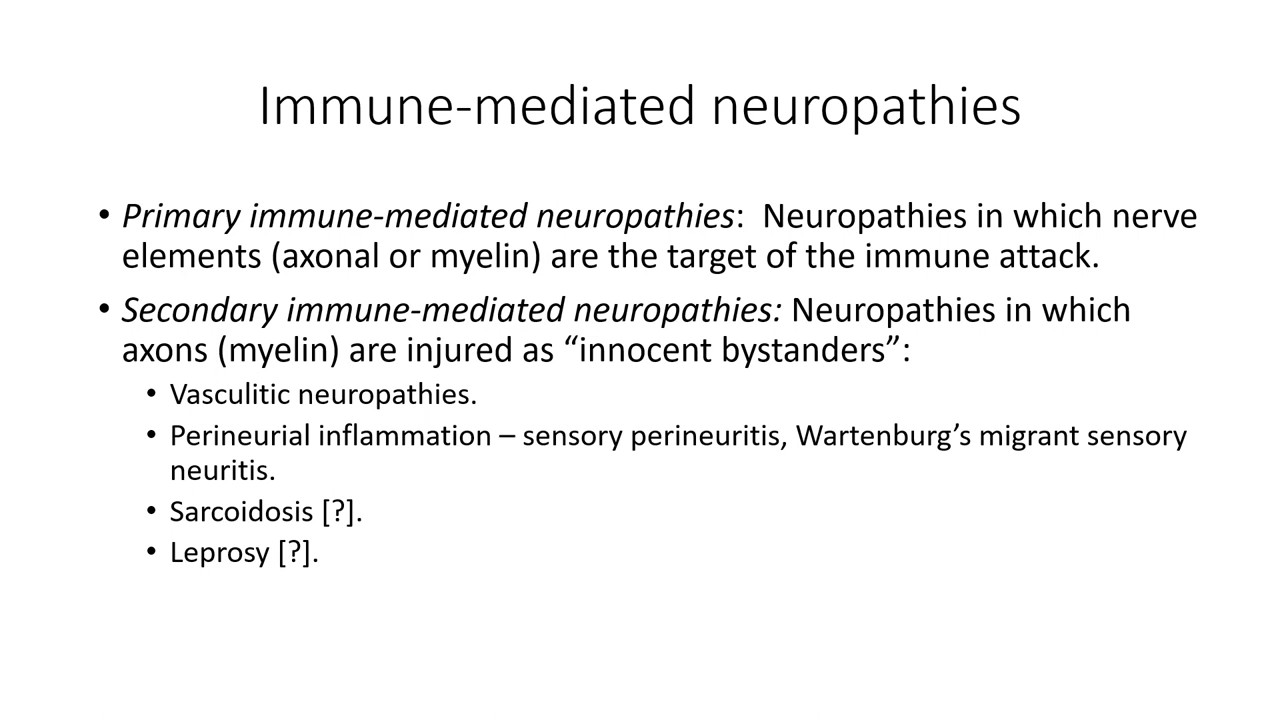 Immune-mediated neuropathies
• Primary immune-mediated neuropathies:  Neuropathies in which nerve
elements (axonal or myelin) are the target of the immune attack.
• Secondary immune-mediated neuropathies: Neuropathies in which
axons (myelin) are injured as “innocent bystanders”:
• Vasculitic neuropathies.
• Perineurial inflammation – sensory perineuritis, Wartenburg’s migrant sensory
neuritis.
• Sarcoidosis [?].
• Leprosy [?].